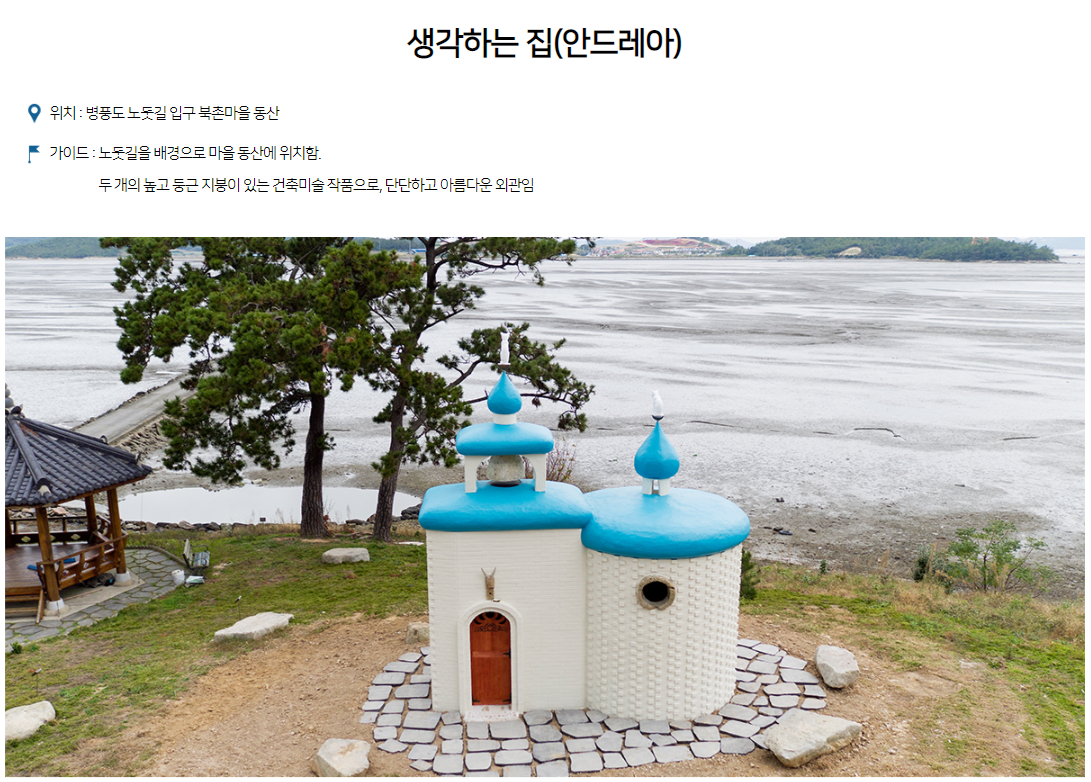 생각하는 집(안드레아)
위치 : 병풍도 노둣길 입구 북촌마을 동산
가이드 : 노둣길을 배경으로 마을 동산에 위치함.
두 개의 높고 둥근 지붕이 있는 건축미술 작품으로, 단단하고 아름다운 외관임